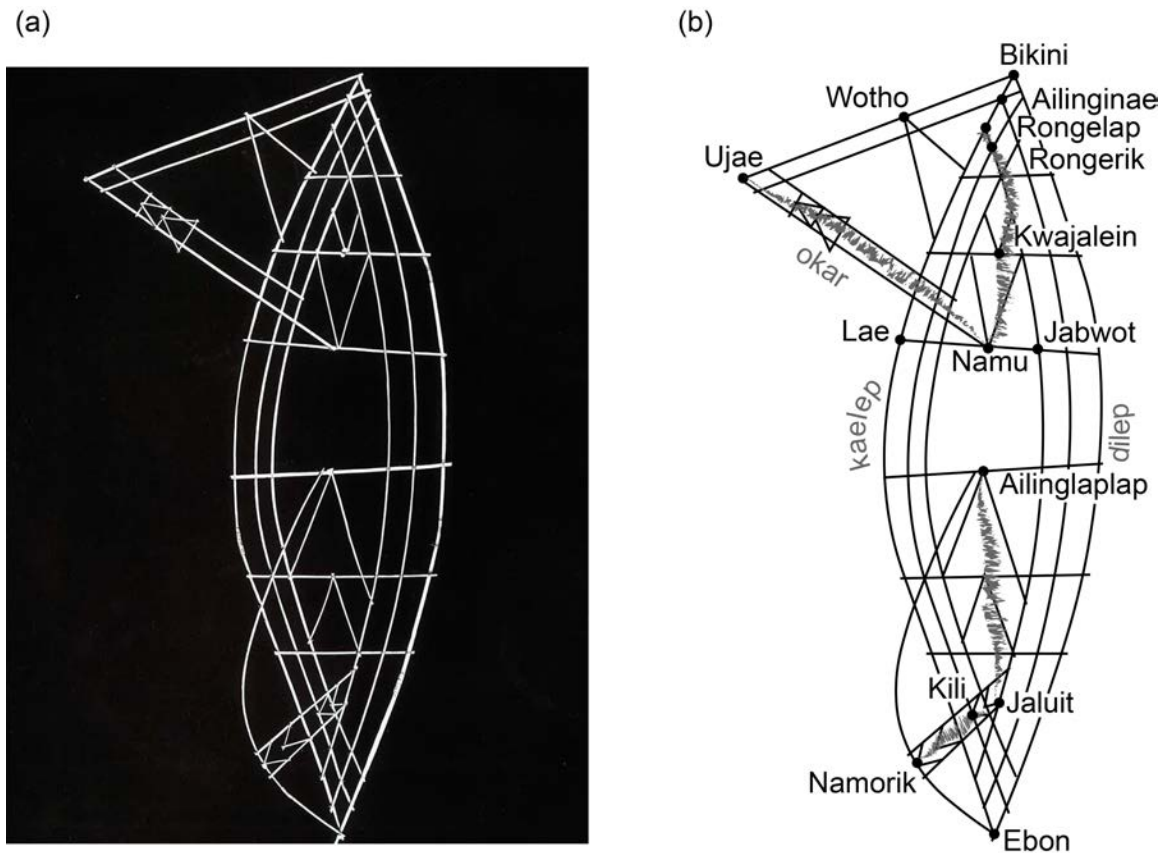 (a)
(b)
Bikini
Wotho
Ailinginae
Rongelap
Ujae
Rongerik
Kwajalein
okar
Lae
Jabwot
Namu
kaelep
dilep
Ailinglaplap
Kili
Jaluit
Namorik
Ebon